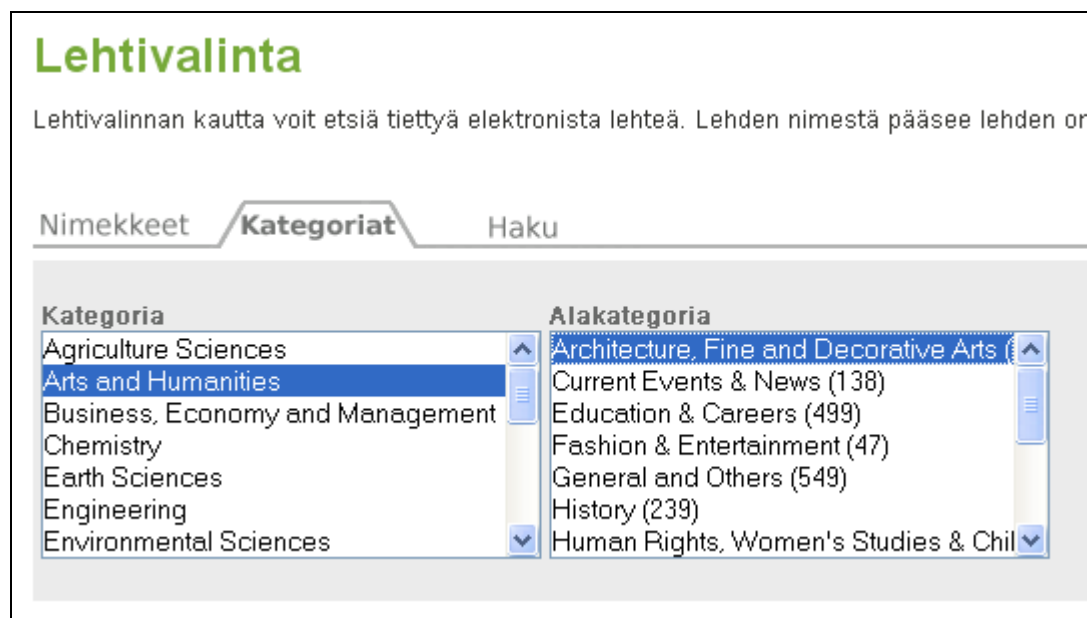 Lehtivalinta
Lehtivalinnan kautta voit etsiä tiettyä elektronista lehteä. Lehden nimestä pääsee lehden
Nimekkeet Kategoriat Haku
Kategoria
Agriculture Sciences
Arts and Humanities
Business, Economy and Management
Chemistry
Earth Sciences
Engineering
Environmental Sciences
Alakategoria
Architecture, Fine and Decorative Arts (
Current Events & News (138)
Education & Careers (499)
Fashion & Entertainment (47)
General and Others (549)
History (239)
Human Rights, Women's Studies & Chil